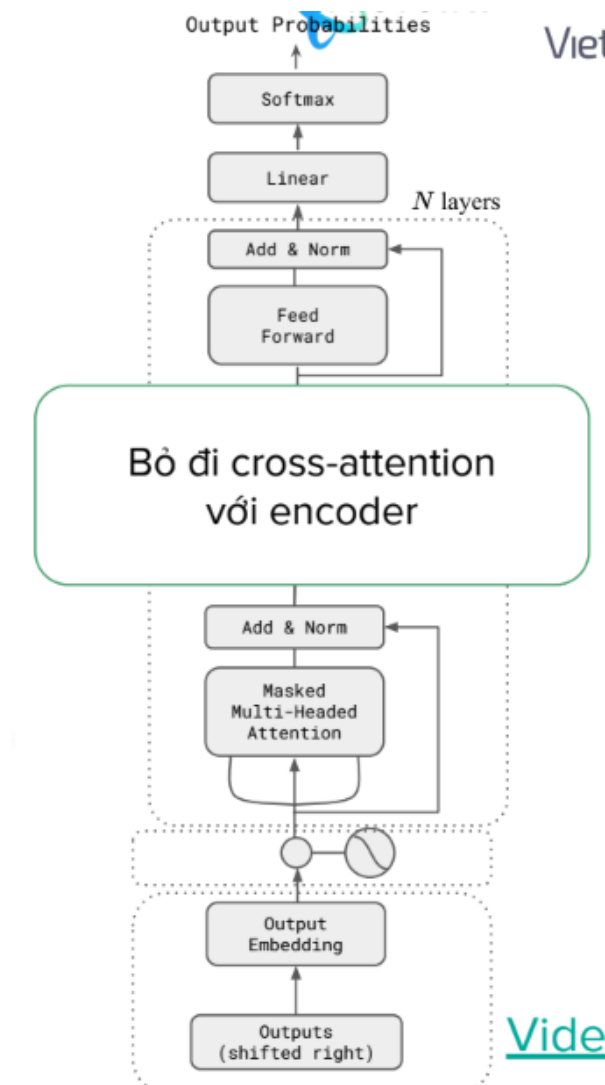 Output Probabilities
Softmax
Linear
N layers
Add & Norm
Feed
Forward
Bỏ đi cross-attention
với encoder
Add & Norm
Masked
Multi-Headed
Attention
Output
Embedding
Outputs
(shifted right)